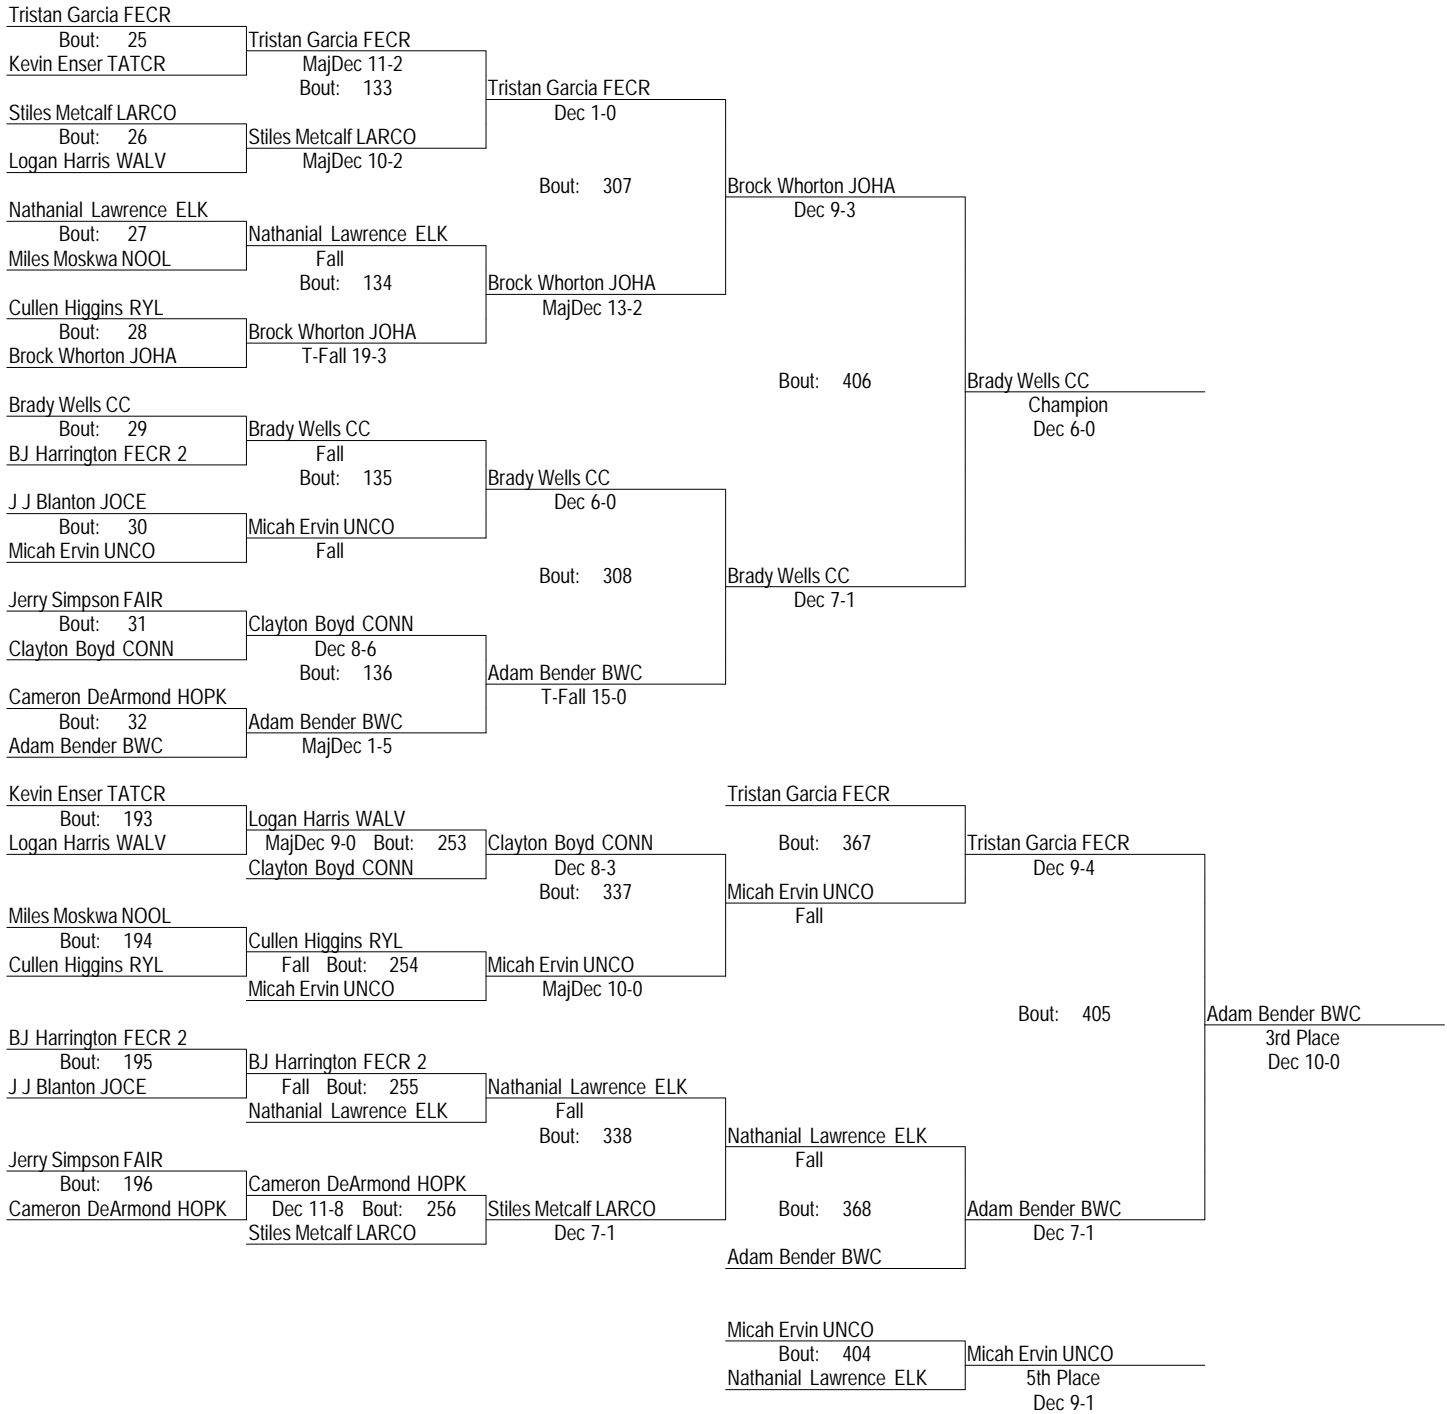 Tristan Garcia FECR
Bout: 25
Tristan Garcia FECR
Kevin Enser TATCR
MajDec 11-2
Bout: 133
Tristan Garcia FECR
Stiles Metcalf LARCO
Dec 1-0
Bout: 26
Stiles Metcalf LARCO
Logan Harris WALV
MajDec 10-2
Bout: 307
Brock Whorton JOHA
Nathanial Lawrence ELK
Dec 9-3
Bout: 27
Nathanial Lawrence ELK
Miles Moskwa NOOL
Fall
Bout: 134
Brock Whorton JOHA
Cullen Higgins RYL
MajDec 13-2
Bout: 28
Brock Whorton JOHA
Brock Whorton JOHA
T-Fall 19-3
Bout: 406
Brady Wells CC
Brady Wells CC
Champion
Bout: 29
Brady Wells CC
Dec 6-0
BJ Harrington FECR 2
Fall
Bout: 135
Brady Wells CC
J J Blanton JOCE
Dec 6-0
Bout: 30
Micah Ervin UNCO
Micah Ervin UNCO
Fall
Bout: 308
Brady Wells CC
Jerry Simpson FAIR
Dec 7-1
Bout: 31
Clayton Boyd CONN
Clayton Boyd CONN
Dec 8-6
Bout: 136
Adam Bender BWC
Cameron DeArmond HOPK
T-Fall 15-0
Bout: 32
Adam Bender BWC
Adam Bender BWC
MajDec 1-5
Kevin Enser TATCR
Tristan Garcia FECR
Bout: 193
Logan Harris WALV
Logan Harris WALV
MajDec 9-0 Bout: 253
Clayton Boyd CONN
Bout: 367
Tristan Garcia FECR
Clayton Boyd CONN
Dec 8-3
Dec 9-4
Bout: 337
Micah Ervin UNCO
Miles Moskwa NOOL
Fall
Bout: 194
Cullen Higgins RYL
Cullen Higgins RYL
Fall Bout: 254
Micah Ervin UNCO
Micah Ervin UNCO
MajDec 10-0
Bout: 405
Adam Bender BWC
BJ Harrington FECR 2
3rd Place
Bout: 195
BJ Harrington FECR 2
Dec 10-0
J J Blanton JOCE
Fall Bout: 255
Nathanial Lawrence ELK
Nathanial Lawrence ELK
Fall
Bout: 338
Nathanial Lawrence ELK
Jerry Simpson FAIR
Fall
Bout: 196
Cameron DeArmond HOPK
Cameron DeArmond HOPK
Dec 11-8 Bout: 256
Stiles Metcalf LARCO
Bout: 368
Adam Bender BWC
Stiles Metcalf LARCO
Dec 7-1
Dec 7-1
Adam Bender BWC
Micah Ervin UNCO
Bout: 404
Micah Ervin UNCO
Nathanial Lawrence ELK
5th Place
Dec 9-1